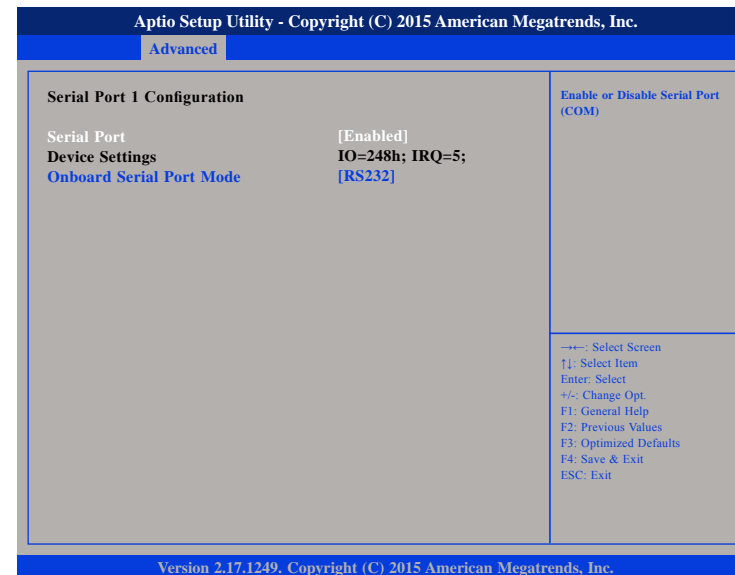 Aptio Setup Utility - Copyright (C) 2015 American Megatrends, Inc.
Advanced
Serial Port 1 Configuration
Serial Port [Enabled]
Device Settings IO=248h; IRQ=5;
Onboard Serial Port Mode [RS232]
Enable or Disable Serial Port
(COM)
→←: Select Screen
↑↓: Select Item
Enter: Select
+/-: Change Opt.
F1: General Help
F2: Previous Values
F3: Optimized Defaults
F4: Save & Exit
ESC: Exit
Version 2.17.1249. Copyright (C) 2015 American Megatrends, Inc.